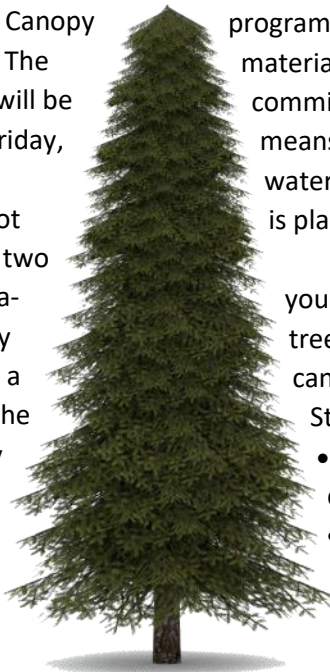 Canopy
The
will be
riday,
ot
two
a-
y
a
he
program
materia
commi
means
water
is pla
you
tree
can
St
•